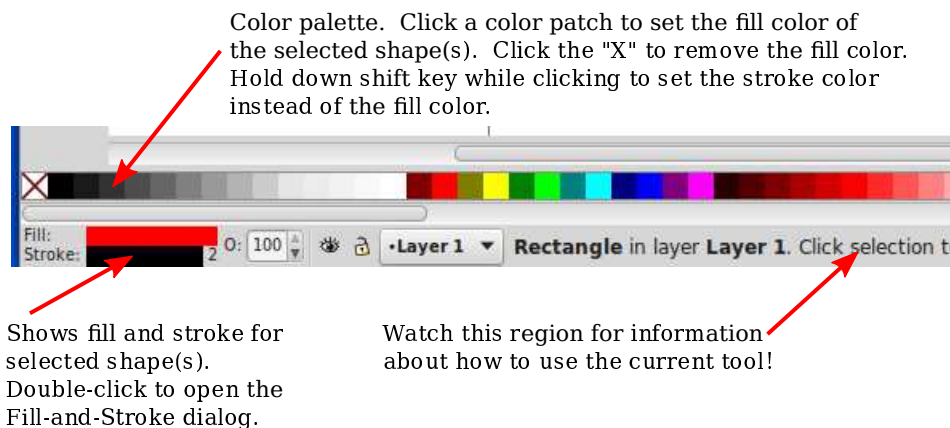 Color palette.  Click a color patch to set the fill color of
the selected shape(s).  Click the "X" to remove the fill color.
Hold down shift key while clicking to set the stroke color
instead of the fill color.
Fill:
Stroke: 2 O: 100 •Layer 1 Rectangle in layer Layer 1. Click selection t
Shows fill and stroke for
selected shape(s).
Double-click to open the
Fill-and-Stroke dialog.
Watch this region for information
about how to use the current tool!